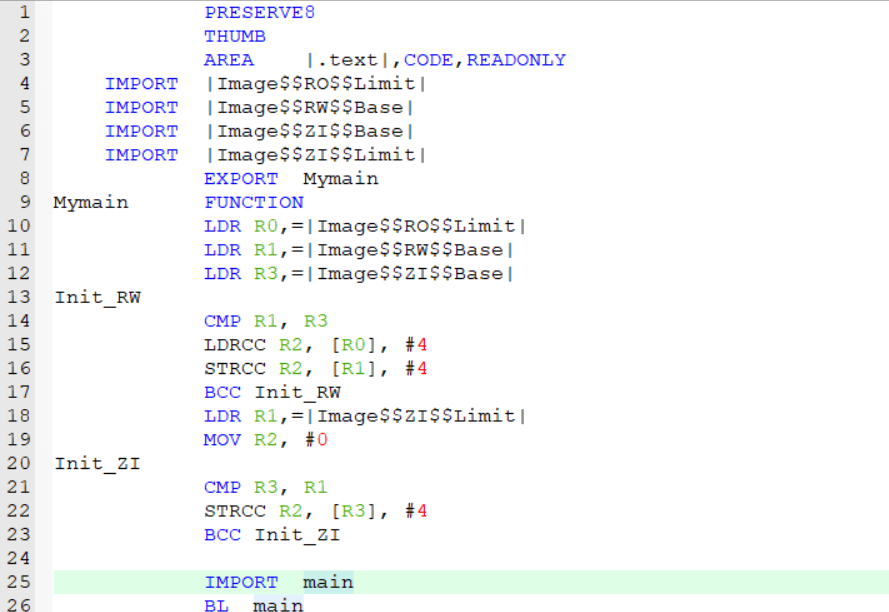 1 PRESERVE8
2 THUMB
3 AREA |.text|,CODE,READONLY
4 IMPORT |Image$$RO$$Limit|
5 IMPORT |Image$$RW$$Base|
6 IMPORT |Image$$ZI$$Base|
7 IMPORT |Image$$ZI$$Limit|
8 EXPORT Mymain
9 Mymain FUNCTION
10 LDR R0,=|Image$$RO$$Limit|
11 LDR R1,=|Image$$RW$$Base|
12 LDR R3,=|Image$$ZI$$Base|
13 Init_RW
14 CMP R1, R3
15 LDRCC R2, [R0], #4
16 STRCC R2, [R1], #4
17 BCC Init_RW
18 LDR R1,=|Image$$ZI$$Limit|
19 MOV R2, #0
20 Init_ZI
21 CMP R3, R1
22 STRCC R2, [R3], #4
23 BCC Init_ZI
24
25 IMPORT main
26 BL main